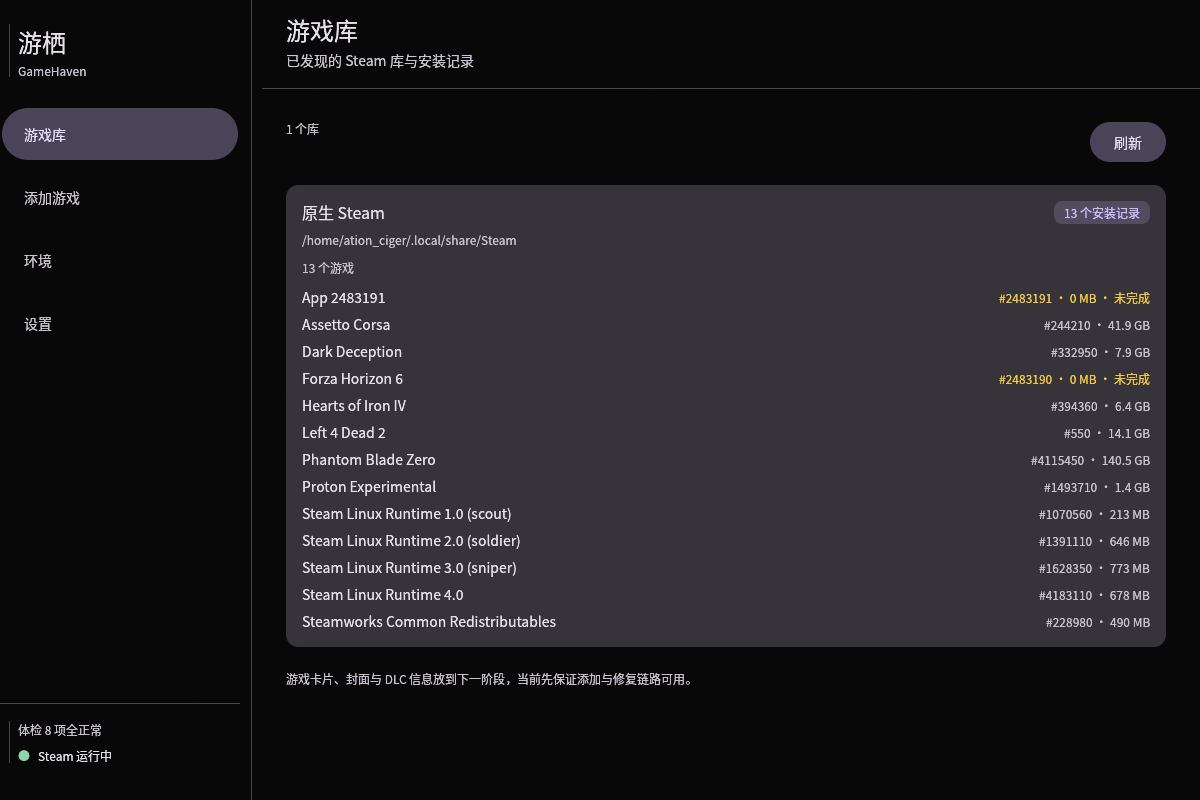 游栖
GameHaven
游戏库
添加游戏
环境
设置
体检 8 项全正常
Steam 运行中
游戏库
已发现的 Steam 库与安装记录
1 个库
刷新
原生 Steam
13 个安装记录
/home/ation_ciger/.local/share/Steam
13 个游戏
App 2483191 #2483191 · 0 MB · 未完成
Assetto Corsa #244210 · 41.9 GB
Dark Deception #332950 · 7.9 GB
Forza Horizon 6 #2483190 · 0 MB · 未完成
Hearts of Iron IV #394360 · 6.4 GB
Left 4 Dead 2 #550 · 14.1 GB
Phantom Blade Zero #4115450 · 140.5 GB
Proton Experimental #1493710 · 1.4 GB
Steam Linux Runtime 1.0 (scout) #1070560 · 213 MB
Steam Linux Runtime 2.0 (soldier) #1391110 · 646 MB
Steam Linux Runtime 3.0 (sniper) #1628350 · 773 MB
Steam Linux Runtime 4.0 #4183110 · 678 MB
Steamworks Common Redistributables #228980 · 490 MB
游戏卡片、封面与 DLC 信息放到下一阶段，当前先保证添加与修复链路可用。